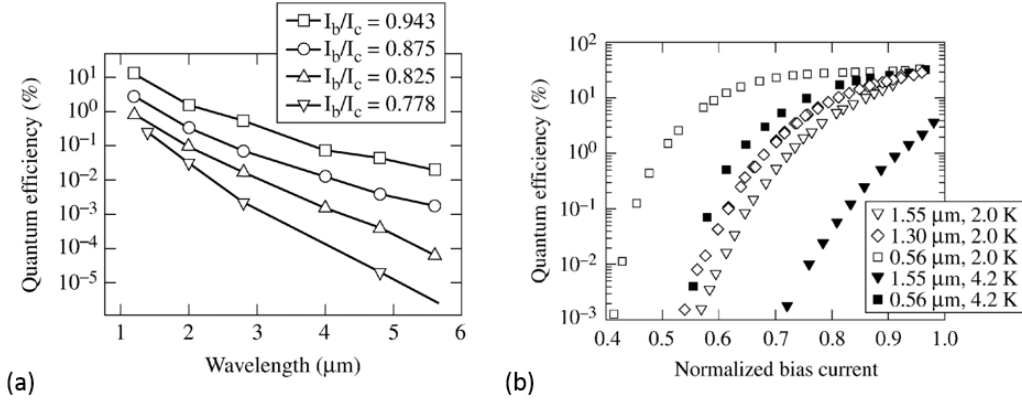 I_b/I_c = 0.943
I_b/I_c = 0.875
I_b/I_c = 0.825
I_b/I_c = 0.778
Quantum efficiency (%)
10^1
10^0
10^−1
10^−2
10^−3
10^−4
10^−5
1 2 3 4 5 6
Wavelength (μm)
(a)
Quantum efficiency (%)
10^2
10^1
10^0
10^−1
10^−2
10^−3
1.55 μm, 2.0 K
1.30 μm, 2.0 K
0.56 μm, 2.0 K
1.55 μm, 4.2 K
0.56 μm, 4.2 K
0.4 0.5 0.6 0.7 0.8 0.9 1.0
Normalized bias current
(b)